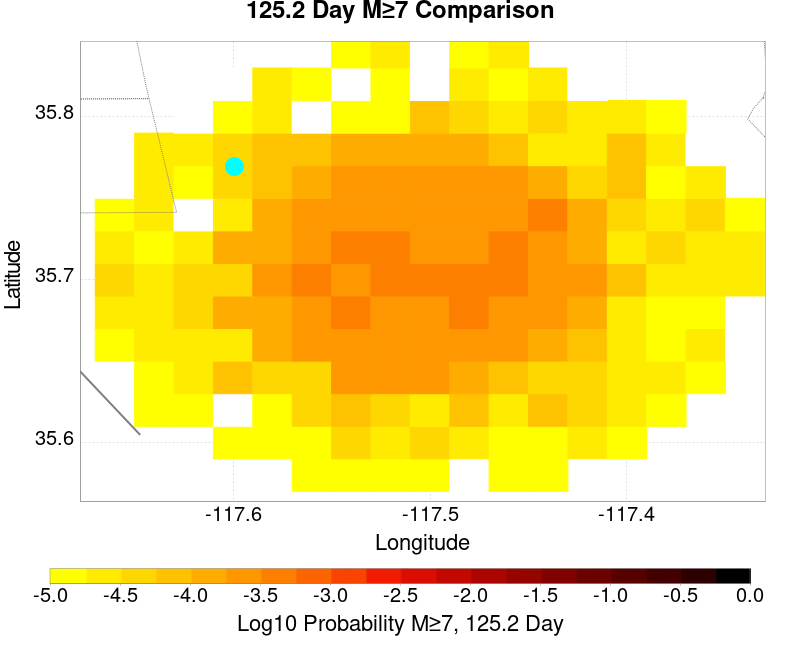 125.2 Day M≥7 Comparison
35.8
35.7
35.6
Latitude
-117.6 -117.5 -117.4
Longitude
-5.0 -4.5 -4.0 -3.5 -3.0 -2.5 -2.0 -1.5 -1.0 -0.5 0.0
Log10 Probability M≥7, 125.2 Day